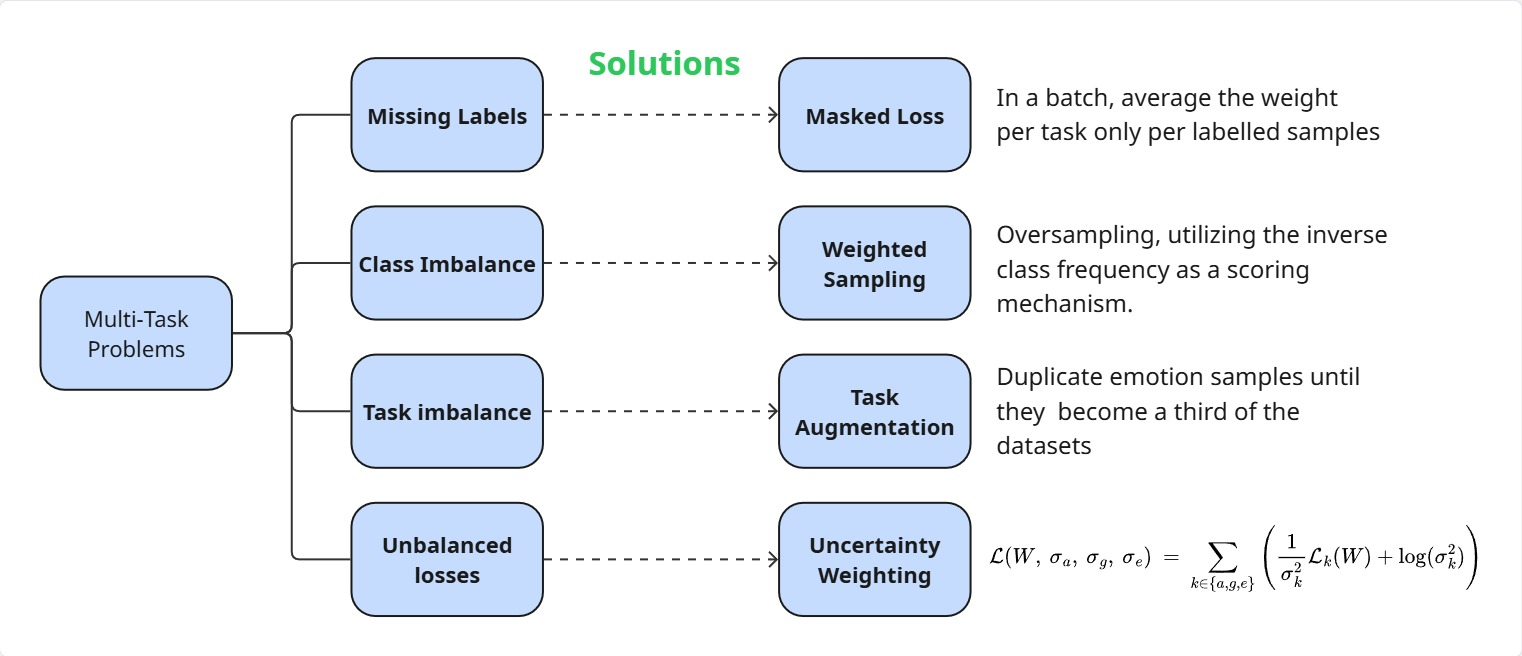 Solutions
Multi-Task
Problems
Missing Labels
Masked Loss
In a batch, average the weight
per task only per labelled samples
Class Imbalance
Weighted
Sampling
Oversampling, utilizing the inverse
class frequency as a scoring
mechanism.
Task imbalance
Task
Augmentation
Duplicate emotion samples until
they  become a third of the
datasets
Unbalanced
losses
Uncertainty
Weighting
ℒ(W, σ_a, σ_g, σ_e) = ∑_{k∈{a,g,e}} ( 1/σ_k^2 ℒ_k(W) + log(σ_k^2) )